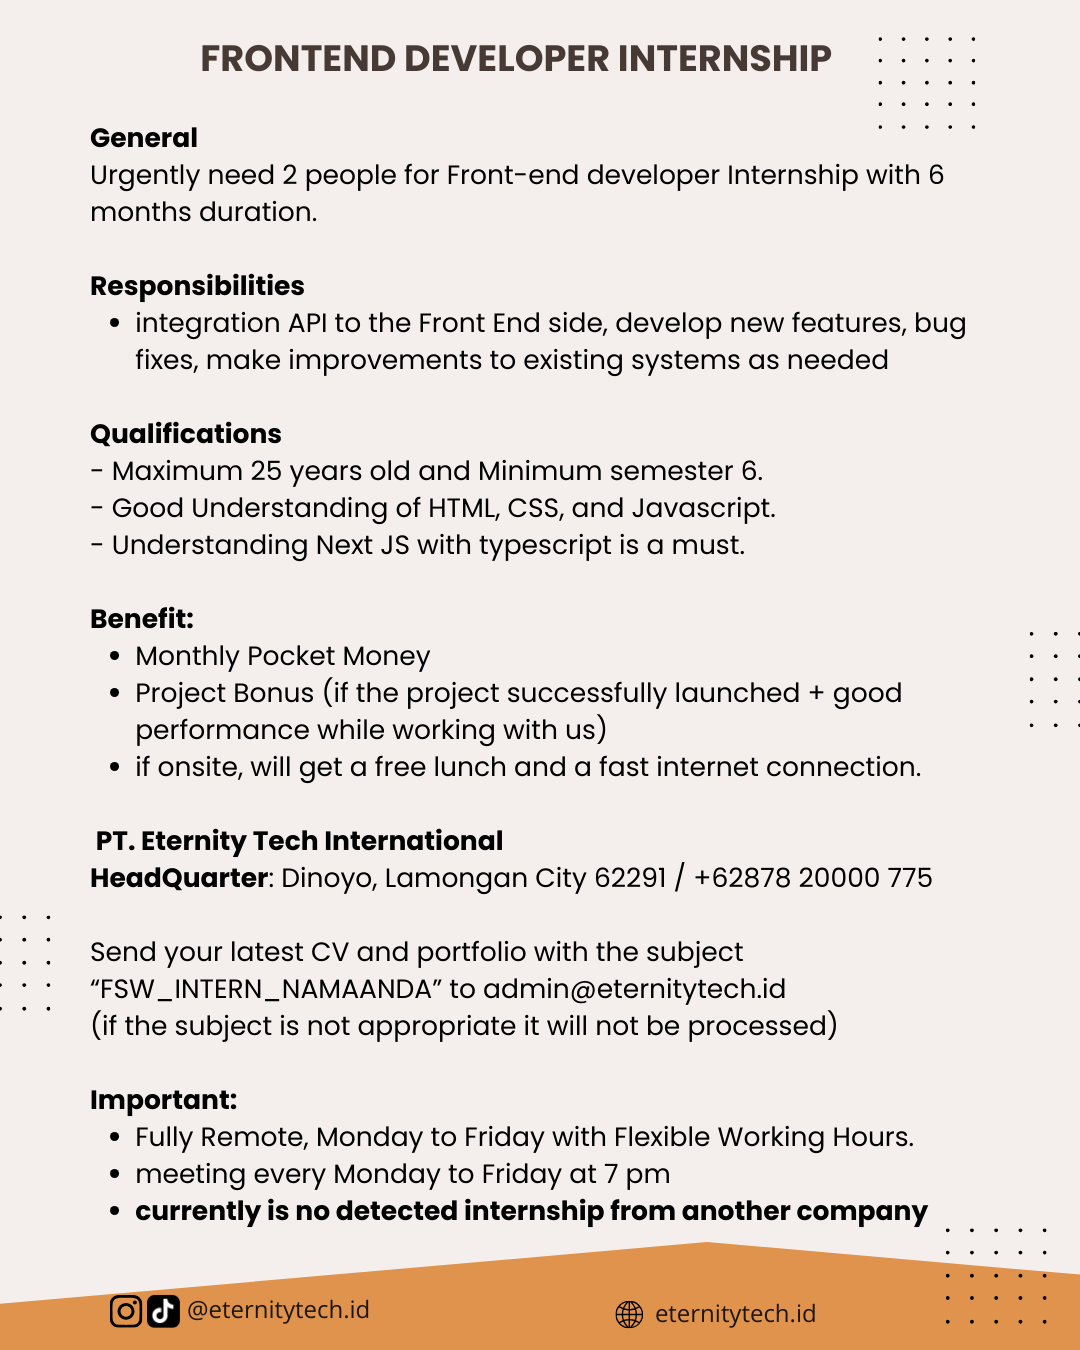 FRONTEND DEVELOPER INTERNSHIP
General
Urgently need 2 people for Front-end developer Internship with 6
months duration.
Responsibilities
• integration API to the Front End side, develop new features, bug
fixes, make improvements to existing systems as needed
Qualifications
- Maximum 25 years old and Minimum semester 6.
- Good Understanding of HTML, CSS, and Javascript.
- Understanding Next JS with typescript is a must.
Benefit:
• Monthly Pocket Money
• Project Bonus (if the project successfully launched + good
performance while working with us)
• if onsite, will get a free lunch and a fast internet connection.
PT. Eternity Tech International
HeadQuarter: Dinoyo, Lamongan City 62291 / +62878 20000 775
Send your latest CV and portfolio with the subject
“FSW_INTERN_NAMAANDA” to admin@eternitytech.id
(if the subject is not appropriate it will not be processed)
Important:
• Fully Remote, Monday to Friday with Flexible Working Hours.
• meeting every Monday to Friday at 7 pm
• currently is no detected internship from another company
@eternitytech.id
eternitytech.id